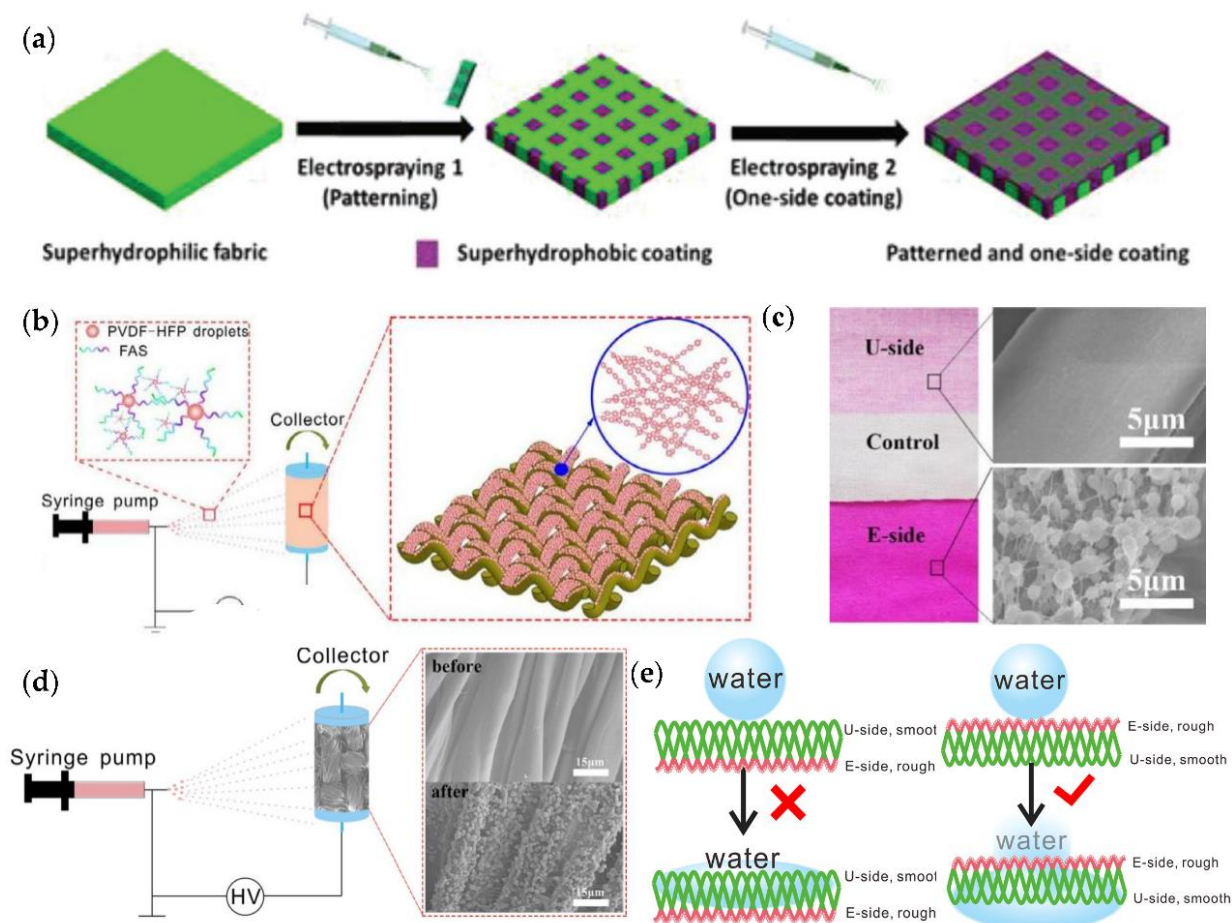 (a)
Electrospraying 1
(Patterning)
Electrospraying 2
(One-side coating)
Superhydrophilic fabric
Superhydrophobic coating
Patterned and one-side coating
(b)
PVDF-HFP droplets
FAS
Collector
Syringe pump
(c)
U-side
Control
E-side
5μm
5μm
(d)
Collector
Syringe pump
HV
before
15μm
after
15μm
(e)
water
U-side, smoot
E-side, rough
water
U-side, smoot
E-side, rough
water
E-side, rough
U-side, smooth
water
E-side, rough
U-side, smooth